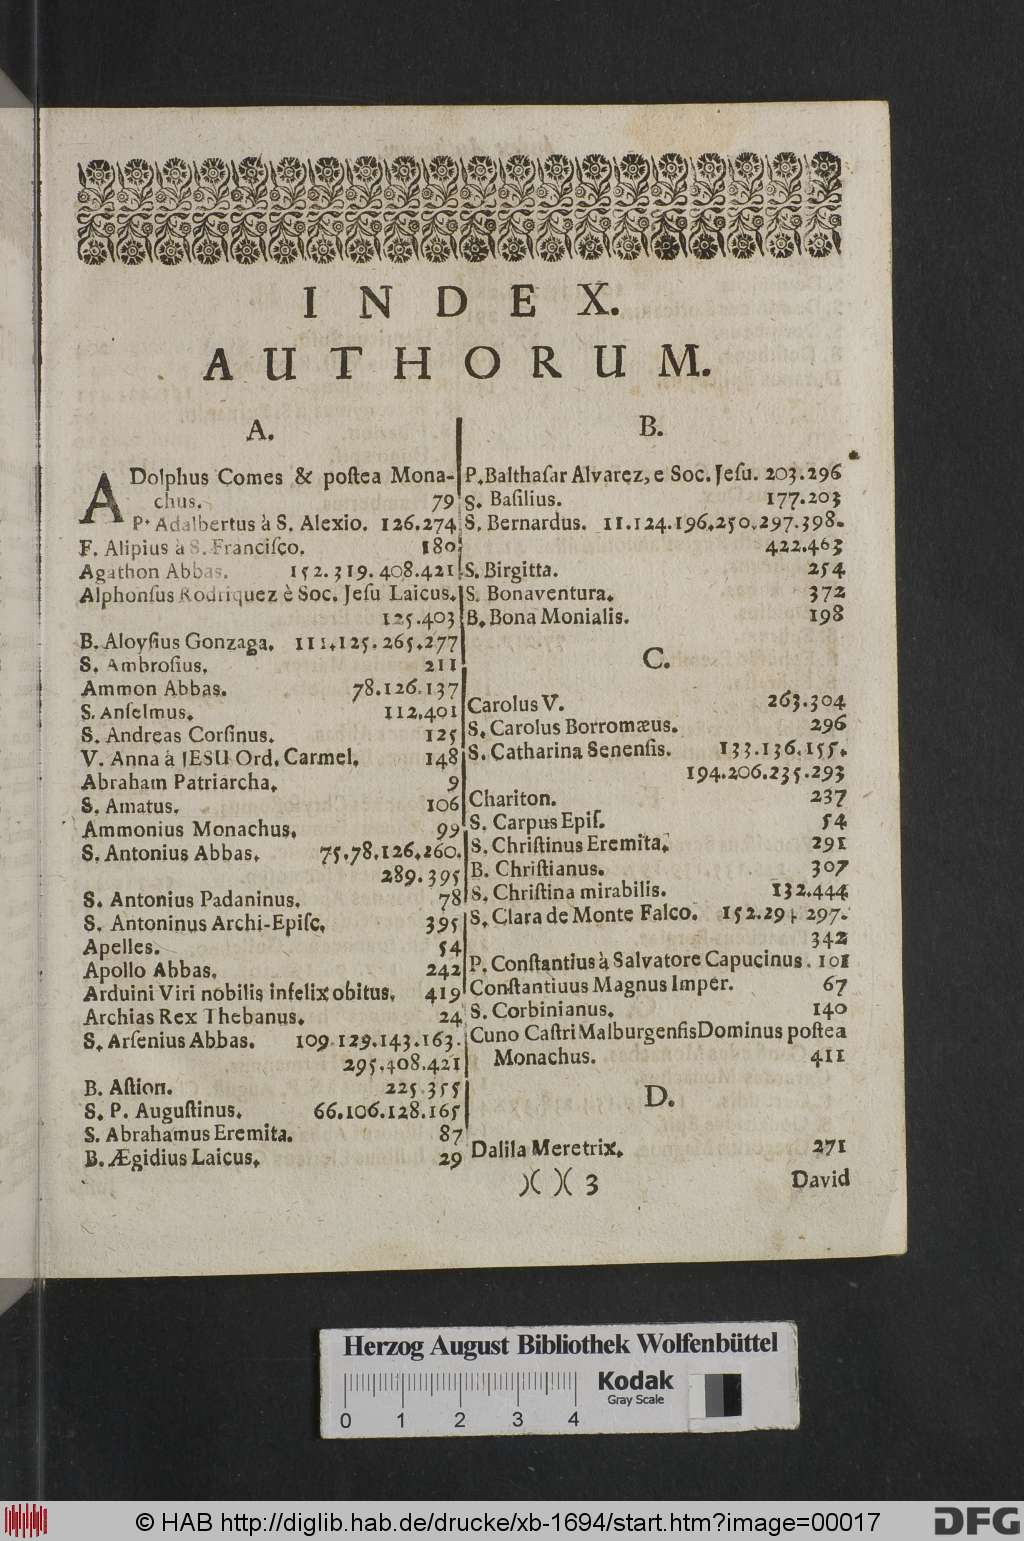 INDEX.
AUTHORUM.
A.
ADolphus Comes & poſtea Mona-
chus. 79
P. Adalbertus à S. Alexio. 126.274
F. Alipius à S. Franciſco. 180
Agathon Abbas. 152.319.408.421
Alphonſus Rodriquez è Soc. Jeſu Laicus.
125.403
B. Aloyſius Gonzaga. 111.125.265.277
S. Ambroſius. 211
Ammon Abbas. 78.126.137
S. Anſelmus. 112.401
S. Andreas Corſinus. 125
V. Anna à JESU Ord. Carmel. 148
Abraham Patriarcha. 9
S. Amatus. 106
Ammonius Monachus. 99
S. Antonius Abbas. 75.78.126.260.
289.395
S. Antonius Padaninus. 78
S. Antoninus Archi-Epiſc. 395
Apelles. 54
Apollo Abbas. 242
Arduini Viri nobilis infelix obitus. 419
Archias Rex Thebanus. 24
S. Arſenius Abbas. 109.129.143.163.
295.408.421
B. Aſtion. 225.355
S. P. Auguſtinus. 66.106.128.165
S. Abrahamus Eremita. 87
B. Ægidius Laicus. 29
B.
P. Balthaſar Alvarez, e Soc. Jeſu. 203.296
S. Baſilius. 177.203
S. Bernardus. 11.124.196.250.297.398.
422.463
S. Birgitta. 254
S. Bonaventura. 372
B. Bona Monialis. 198
C.
Carolus V. 263.304
S. Carolus Borromæus. 296
S. Catharina Senenſis. 133.136.155.
194.206.235.293
Chariton. 237
S. Carpus Epiſ. 54
S. Chriſtinus Eremita. 291
B. Chriſtianus. 307
S. Chriſtina mirabilis. 132.444
S. Clara de Monte Falco. 152.29 297.
342
P. Conſtantius à Salvatore Capucinus. 101
Conſtantiuus Magnus Imper. 67
S. Corbinianus. 140
Cuno Caſtri Malburgenſis Dominus poſtea
Monachus. 411
D.
Dalila Meretrix. 271
)( )( 3 David
Herzog August Bibliothek Wolfenbüttel
Kodak
Gray Scale
0 1 2 3 4
© HAB http://diglib.hab.de/drucke/xb-1694/start.htm?image=00017
DFG